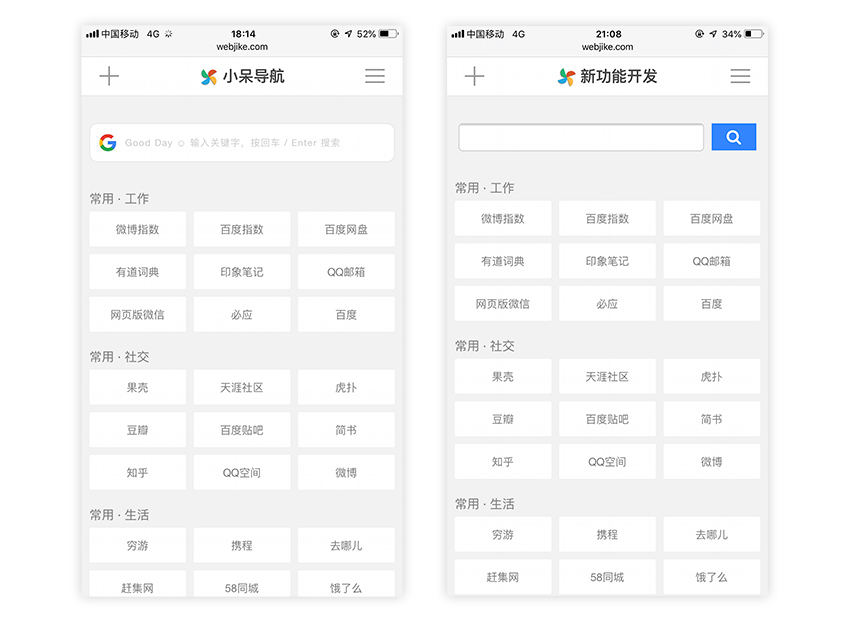 中国移动 4G 18:14 52%
webjike.com
小呆导航
Good Day ☺ 输入关键字，按回车 / Enter 搜索
常用 · 工作
微博指数 百度指数 百度网盘
有道词典 印象笔记 QQ邮箱
网页版微信 必应 百度
常用 · 社交
果壳 天涯社区 虎扑
豆瓣 百度贴吧 简书
知乎 QQ空间 微博
常用 · 生活
穷游 携程 去哪儿
赶集网 58同城 饿了么
中国移动 4G 21:08 34%
webjike.com
新功能开发
常用 · 工作
微博指数 百度指数 百度网盘
有道词典 印象笔记 QQ邮箱
网页版微信 必应 百度
常用 · 社交
果壳 天涯社区 虎扑
豆瓣 百度贴吧 简书
知乎 QQ空间 微博
常用 · 生活
穷游 携程 去哪儿
赶集网 58同城 饿了么